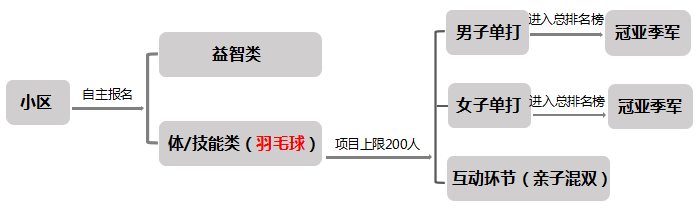 小区
自主报名
益智类
体/技能类（羽毛球）
项目上限200人
男子单打
进入总排名榜
冠亚季军
女子单打
进入总排名榜
冠亚季军
互动环节（亲子混双）